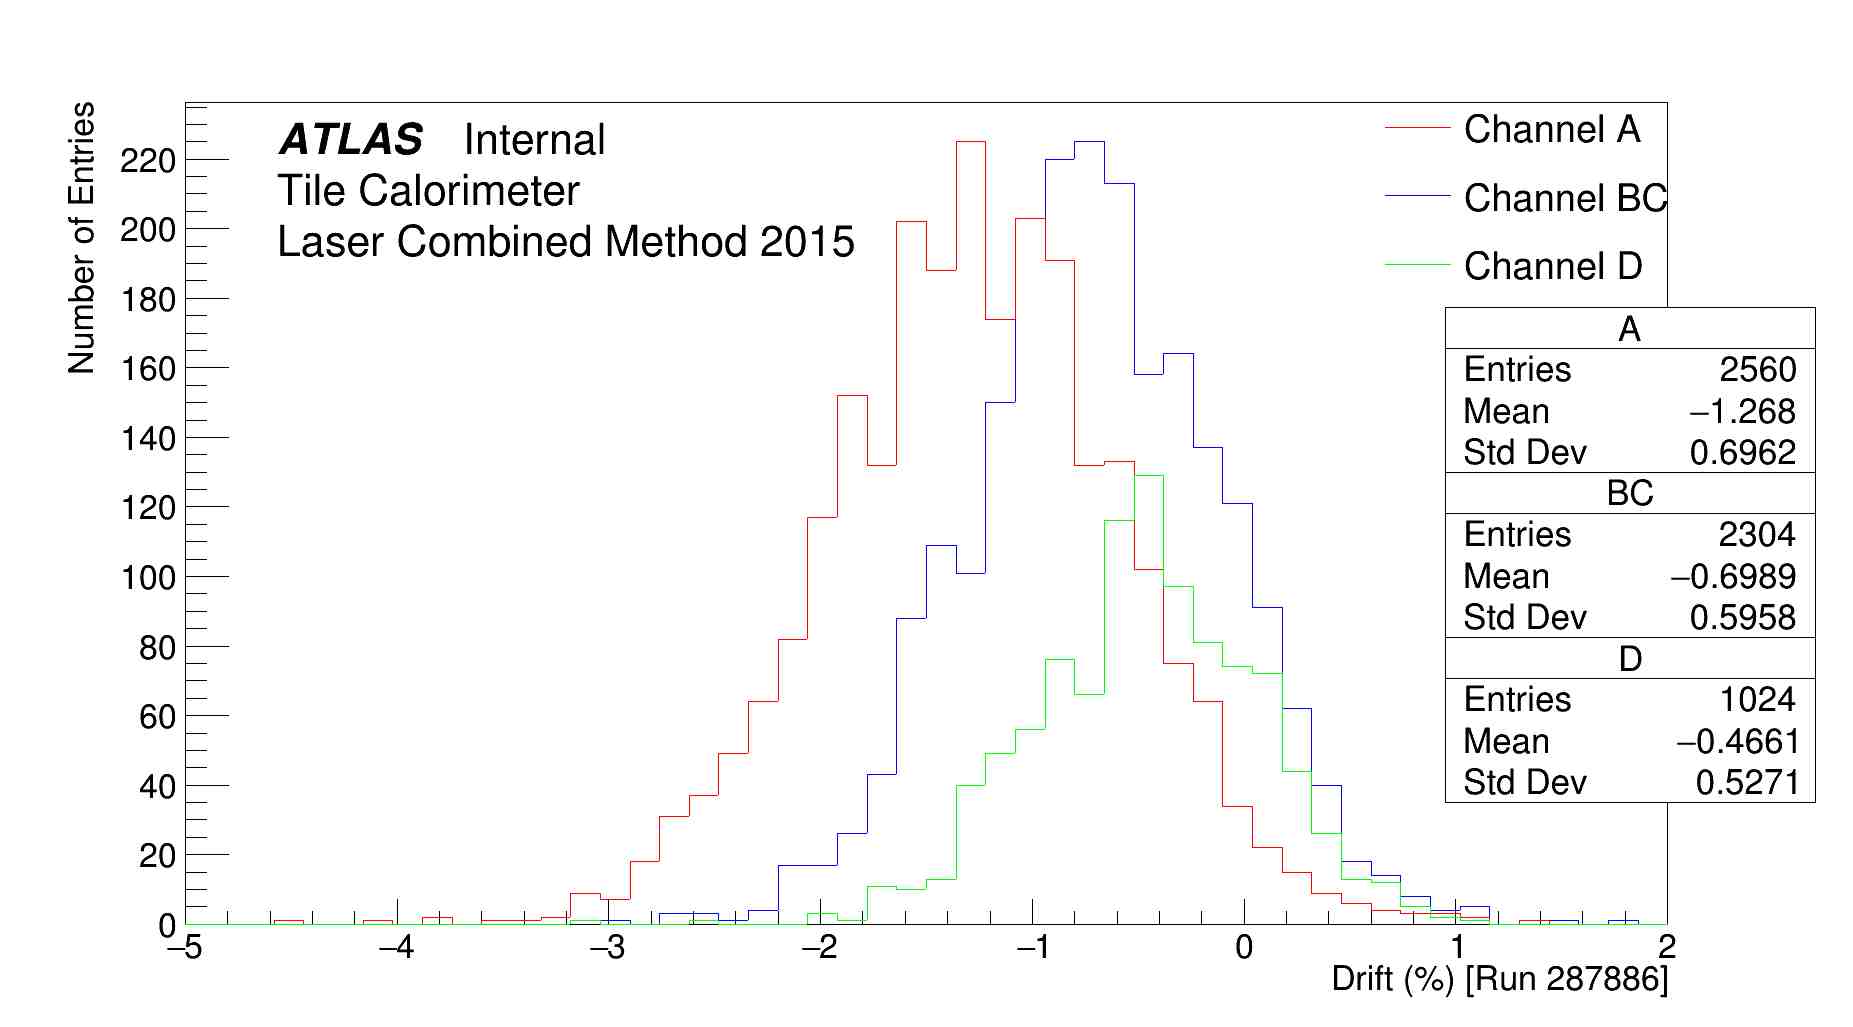 Number of Entries
ATLAS Internal
Tile Calorimeter
Laser Combined Method 2015
Channel A
Channel BC
Channel D
A
Entries 2560
Mean −1.268
Std Dev 0.6962
BC
Entries 2304
Mean −0.6989
Std Dev 0.5958
D
Entries 1024
Mean −0.4661
Std Dev 0.5271
220
200
180
160
140
120
100
80
60
40
20
0
−5 −4 −3 −2 −1 0 1 2
Drift (%) [Run 287886]